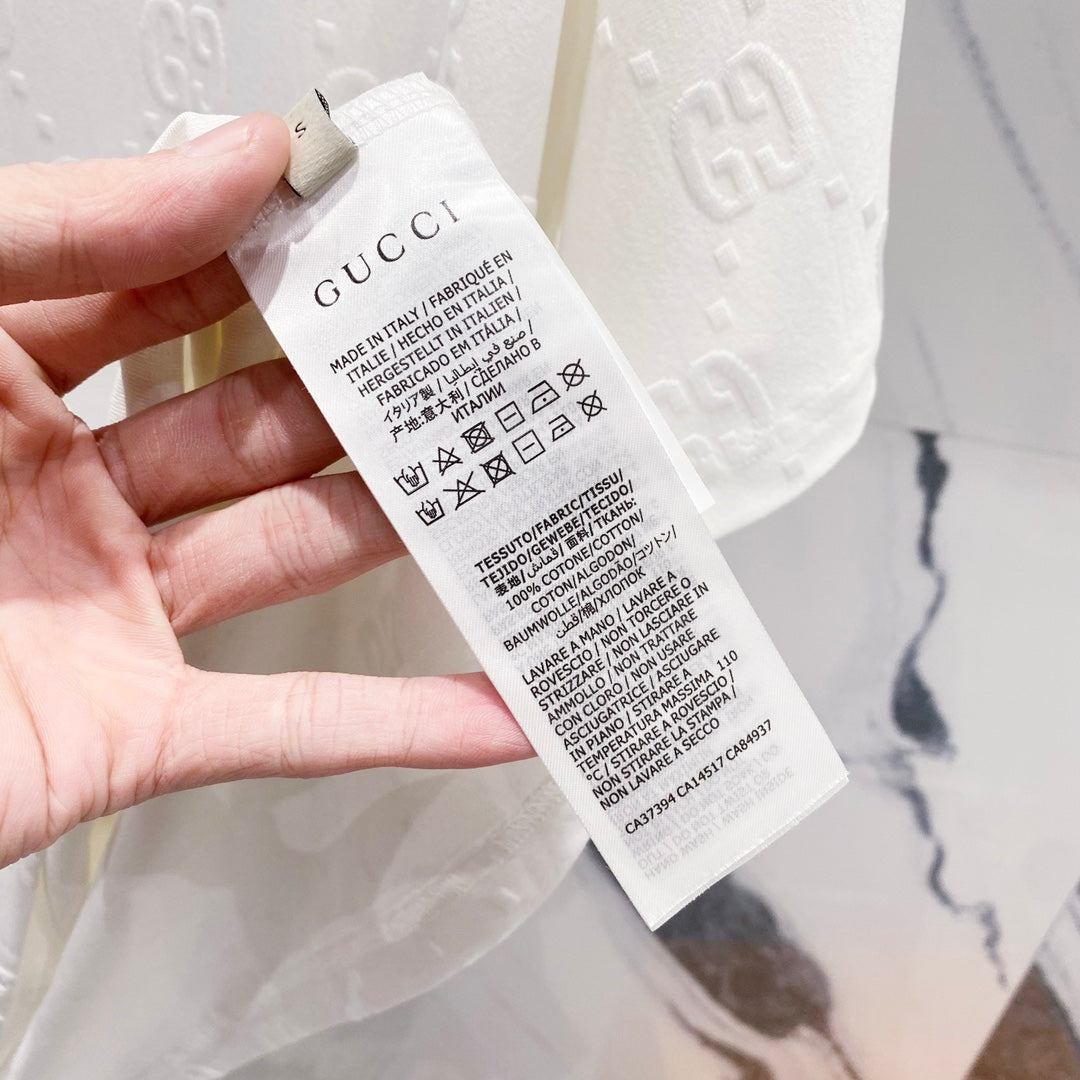 S
GUCCI
MADE IN ITALY / FABRIQUÉ EN
ITALIE / HECHO EN ITALIA /
HERGESTELLT IN ITALIEN /
FABRICADO EM ITÁLIA /
イタリア製 / صنع في إيطاليا /
产地:意大利 / СДЕЛАНО В
ИТАЛИИ
TESSUTO/FABRIC/TISSU/
TEJIDO/GEWEBE/TECIDO/
表地/قماش/面料/ТКАНЬ:
100% COTONE/COTTON/
COTON/ALGODON/
BAUMWOLLE/ALGODÃO/コットン/
قطن/棉/ХЛОПОК
LAVARE A MANO / LAVARE A
ROVESCIO / NON TORCERE O
STRIZZARE / NON LASCIARE IN
AMMOLLO / NON TRATTARE
CON CLORO / NON USARE
ASCIUGATRICE / ASCIUGARE
IN PIANO / STIRARE A
TEMPERATURA MASSIMA 110
°C / STIRARE A ROVESCIO /
NON STIRARE LA STAMPA /
NON LAVARE A SECCO
CA37394 CA14517 CA84937